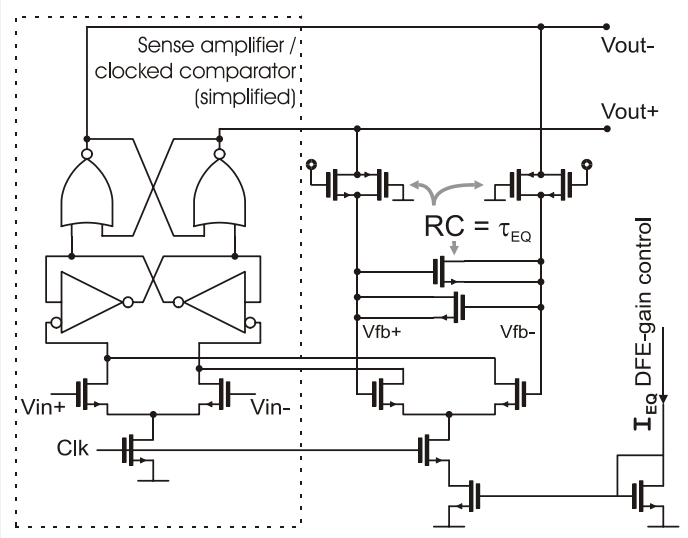 Sense amplifier /
clocked comparator
(simplified)
Vout-
Vout+
RC = τEQ
Vfb+
Vfb-
Vin+
Vin-
Clk
IEQ DFE-gain control